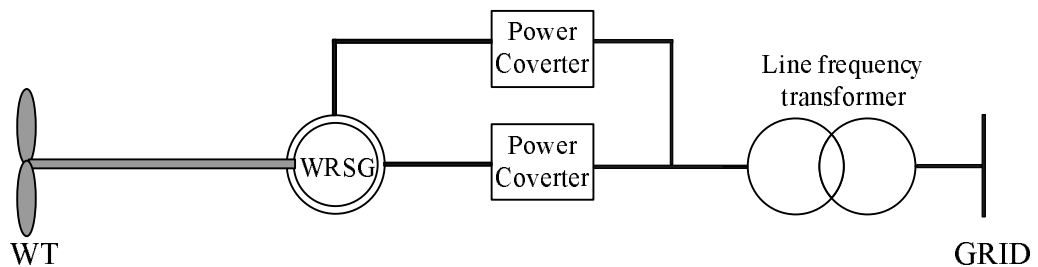 Power
Coverter
Line frequency
transformer
WRSG
Power
Coverter
WT
GRID